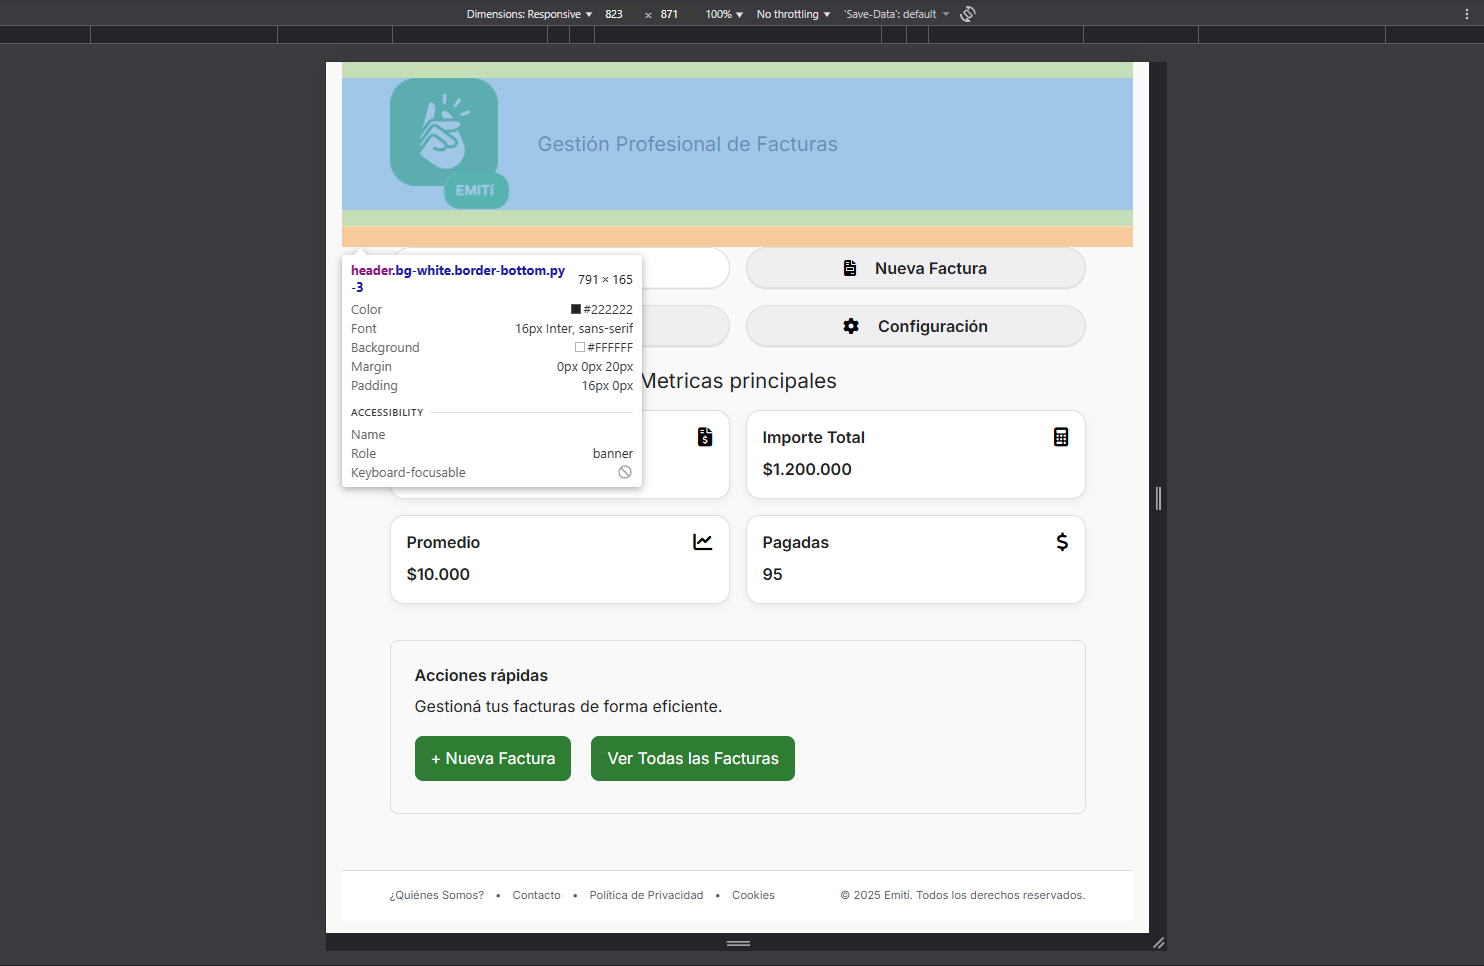 Dimensions: Responsive 823 x 871 100% No throttling 'Save-Data': default
EMITÍ
Gestión Profesional de Facturas
header.bg-white.border-bottom.py
-3
791 × 165
Color #222222
Font 16px Inter, sans-serif
Background #FFFFFF
Margin 0px 0px 20px
Padding 16px 0px
ACCESSIBILITY
Name
Role banner
Keyboard-focusable
Nueva Factura
Configuración
Metricas principales
Importe Total
$1.200.000
Promedio
$10.000
Pagadas
95
Acciones rápidas
Gestioná tus facturas de forma eficiente.
+ Nueva Factura Ver Todas las Facturas
¿Quiénes Somos? • Contacto • Política de Privacidad • Cookies © 2025 Emití. Todos los derechos reservados.